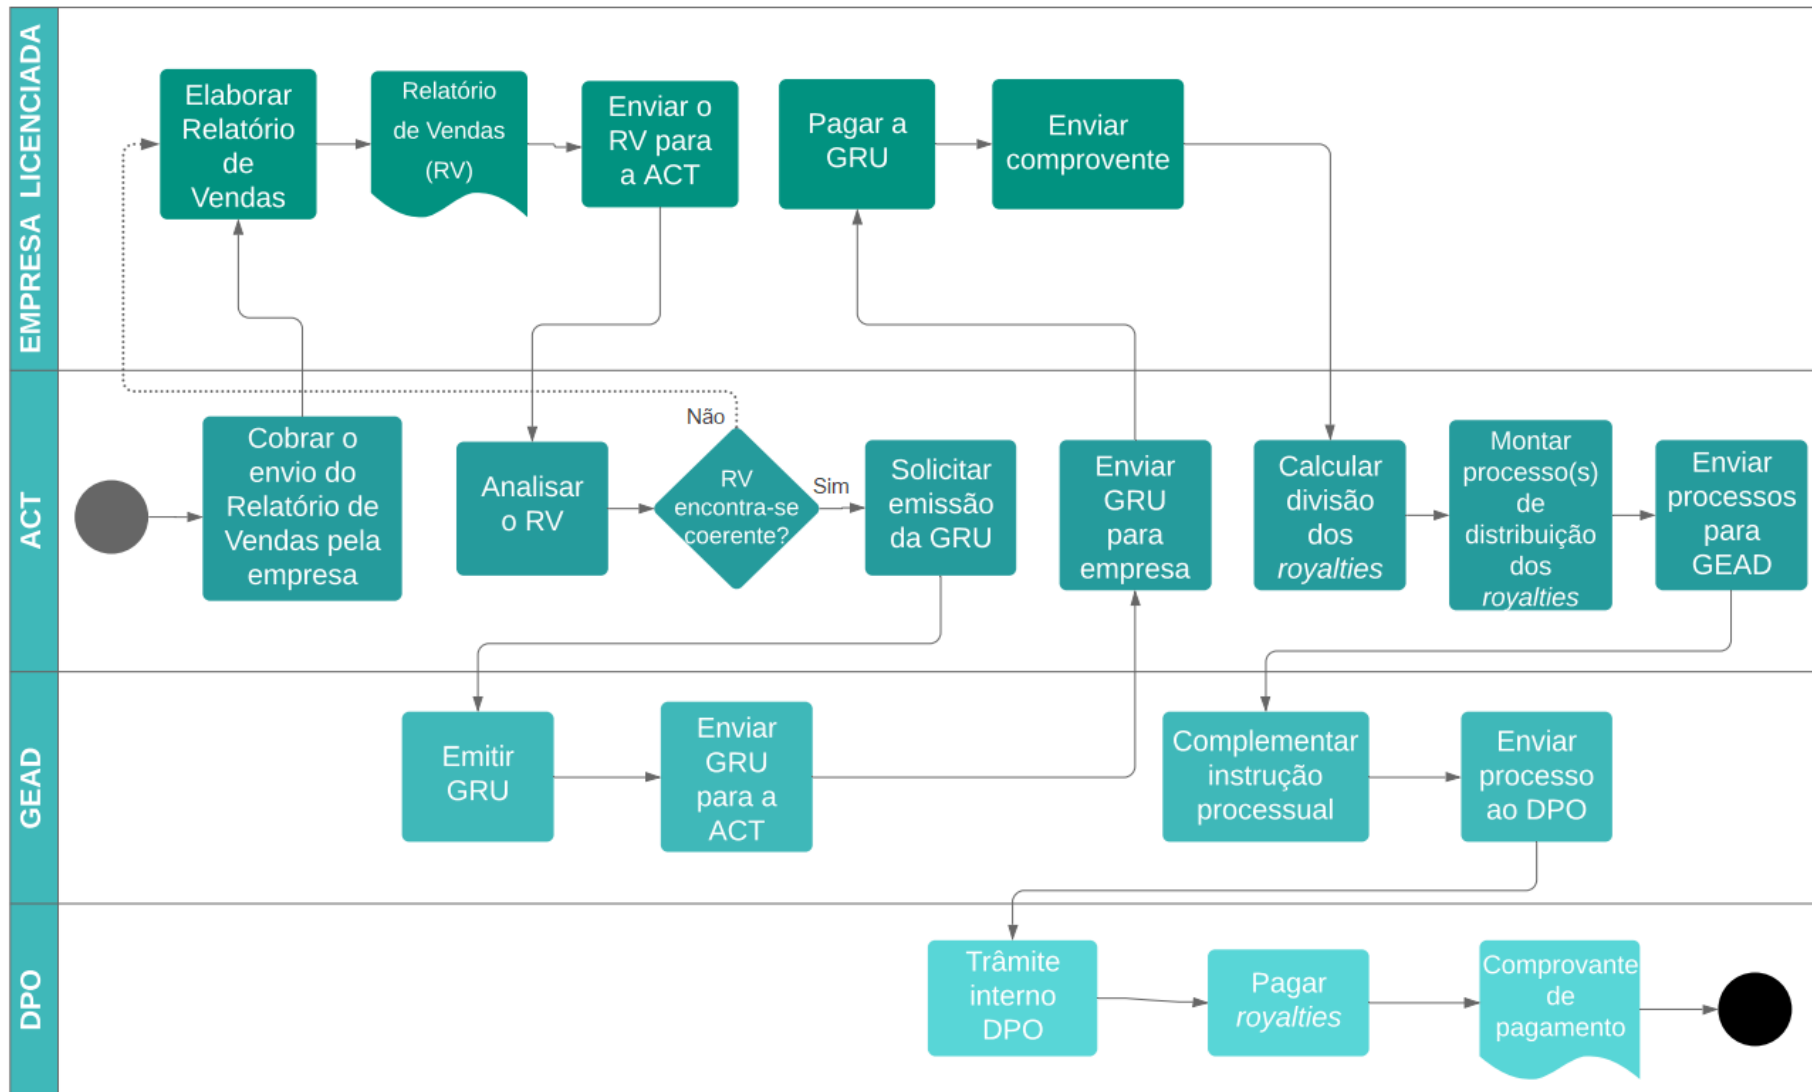 EMPRESA LICENCIADA
Elaborar
Relatório
de
Vendas
Relatório
de Vendas
(RV)
Enviar o
RV para
a ACT
Pagar a
GRU
Enviar
comprovente
ACT
Cobrar o
envio do
Relatório de
Vendas pela
empresa
Analisar
o RV
Não
RV
encontra-se
coerente?
Sim
Solicitar
emissão
da GRU
Enviar
GRU
para
empresa
Calcular
divisão
dos
royalties
Montar
processo(s)
de
distribuição
dos
royalties
Enviar
processos
para
GEAD
GEAD
Emitir
GRU
Enviar
GRU
para a
ACT
Complementar
instrução
processual
Enviar
processo
ao DPO
DPO
Trâmite
interno
DPO
Pagar
royalties
Comprovante
de
pagamento